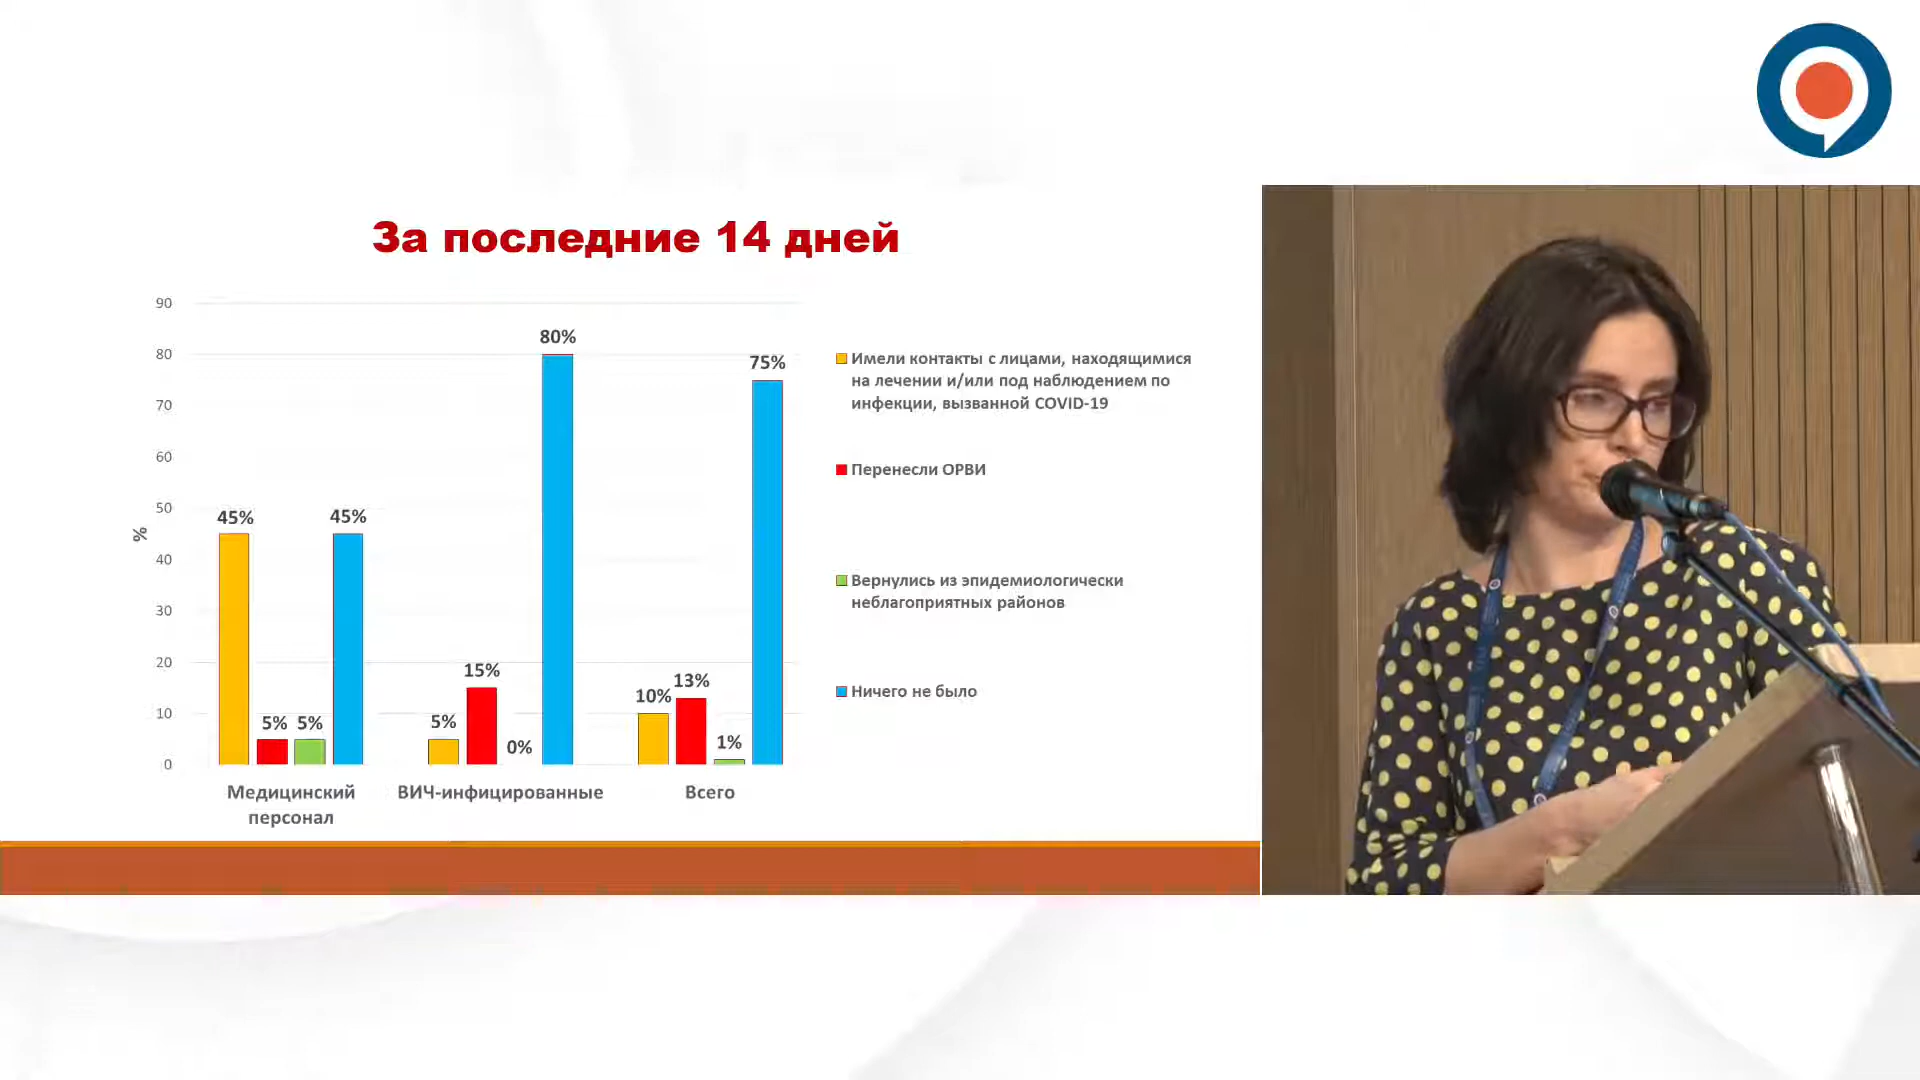 За последние 14 дней
90
80
70
60
50
40
30
20
10
0
%
45%
5%
5%
45%
5%
15%
0%
80%
10%
13%
1%
75%
Медицинский
персонал
ВИЧ-инфицированные
Всего
Имели контакты с лицами, находящимися
на лечении и/или под наблюдением по
инфекции, вызванной COVID-19
Перенесли ОРВИ
Вернулись из эпидемиологически
неблагоприятных районов
Ничего не было